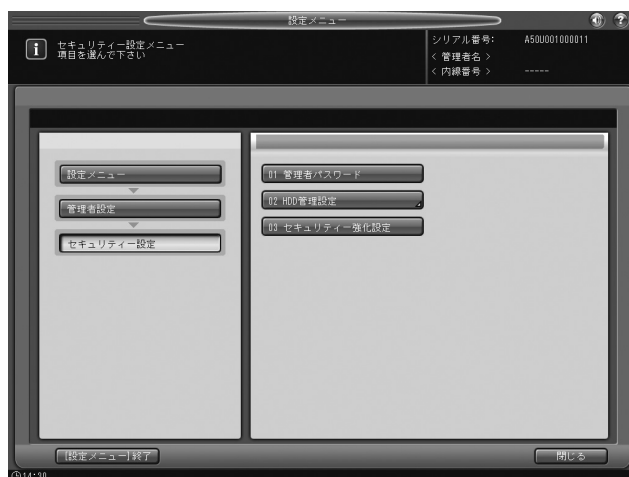 設定メニュー
セキュリティー設定メニュー
項目を選んで下さい
シリアル番号: A50U001000011
< 管理者名 >
< 内線番号 > -----
設定メニュー
管理者設定
セキュリティー設定
01 管理者パスワード
02 HDD管理設定
03 セキュリティー強化設定
[設定メニュー]終了
閉じる
14:30